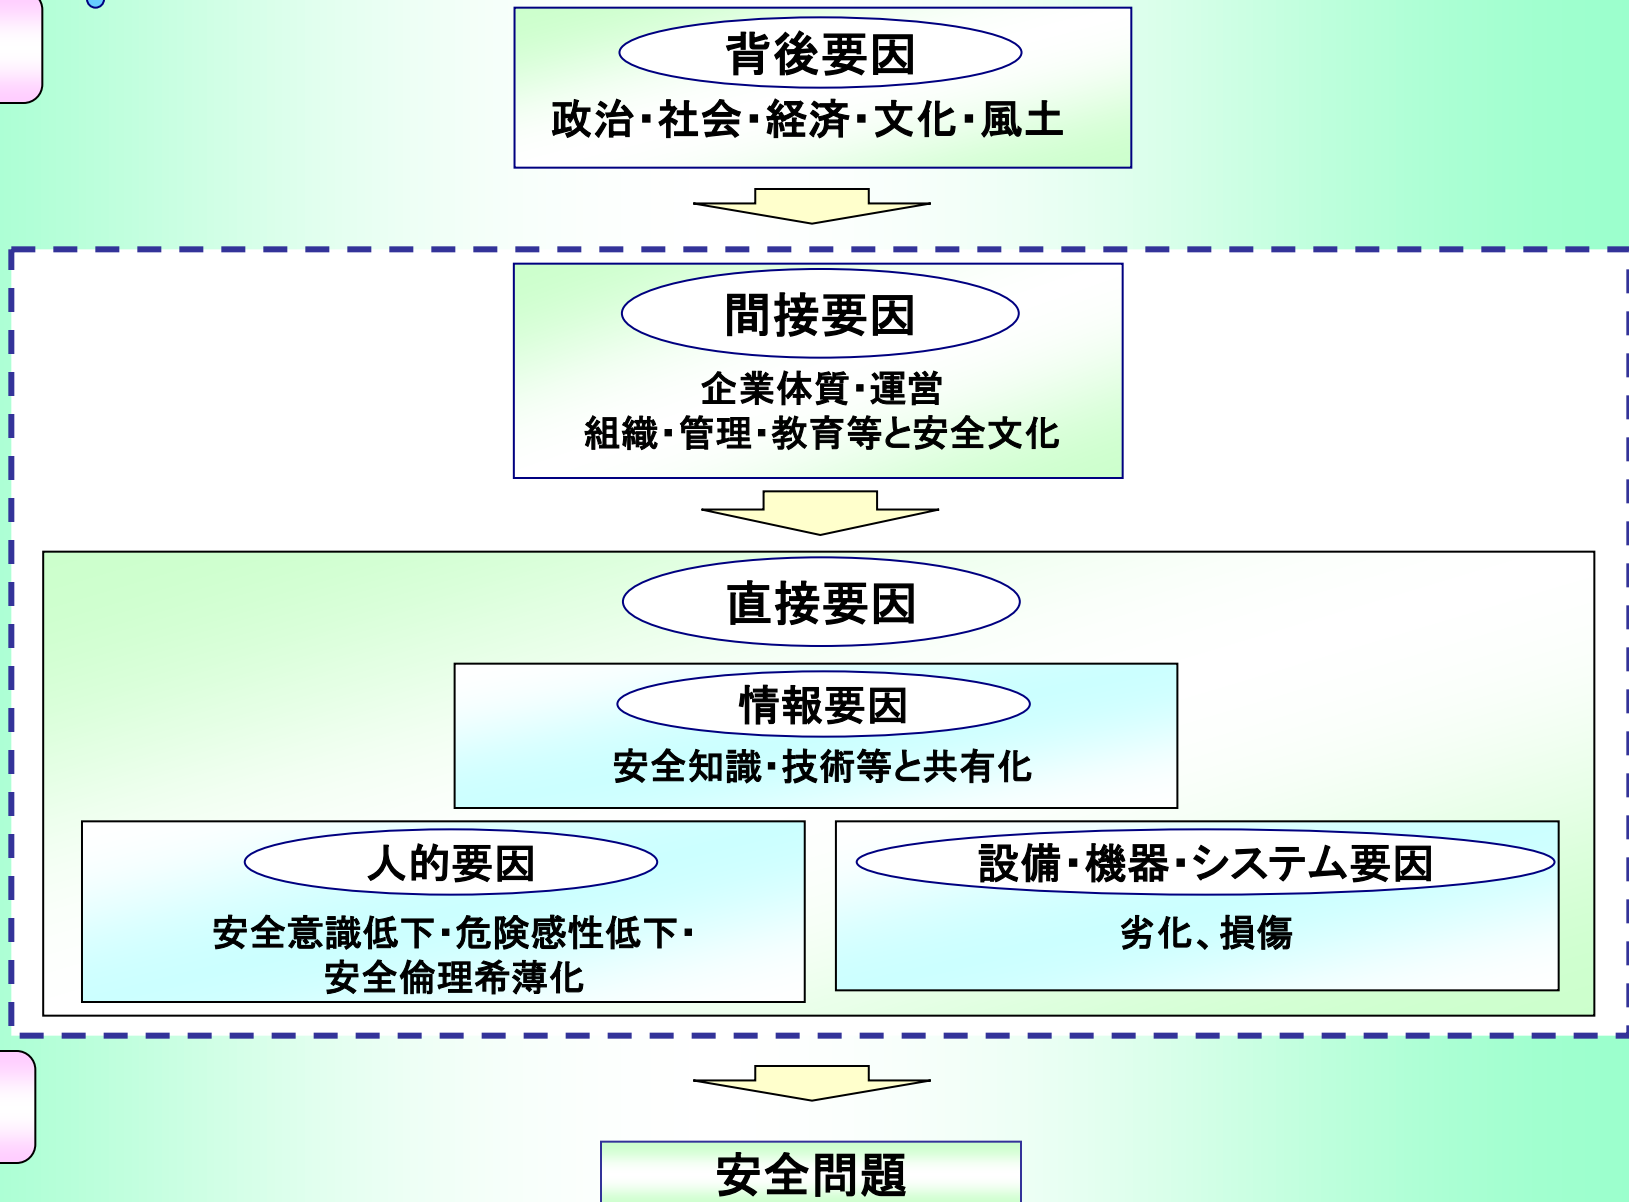 背後要因
政治・社会・経済・文化・風土
間接要因
企業体質・運営
組織・管理・教育等と安全文化
直接要因
情報要因
安全知識・技術等と共有化
人的要因
安全意識低下・危険感性低下・
安全倫理希薄化
設備・機器・システム要因
劣化、損傷
安全問題